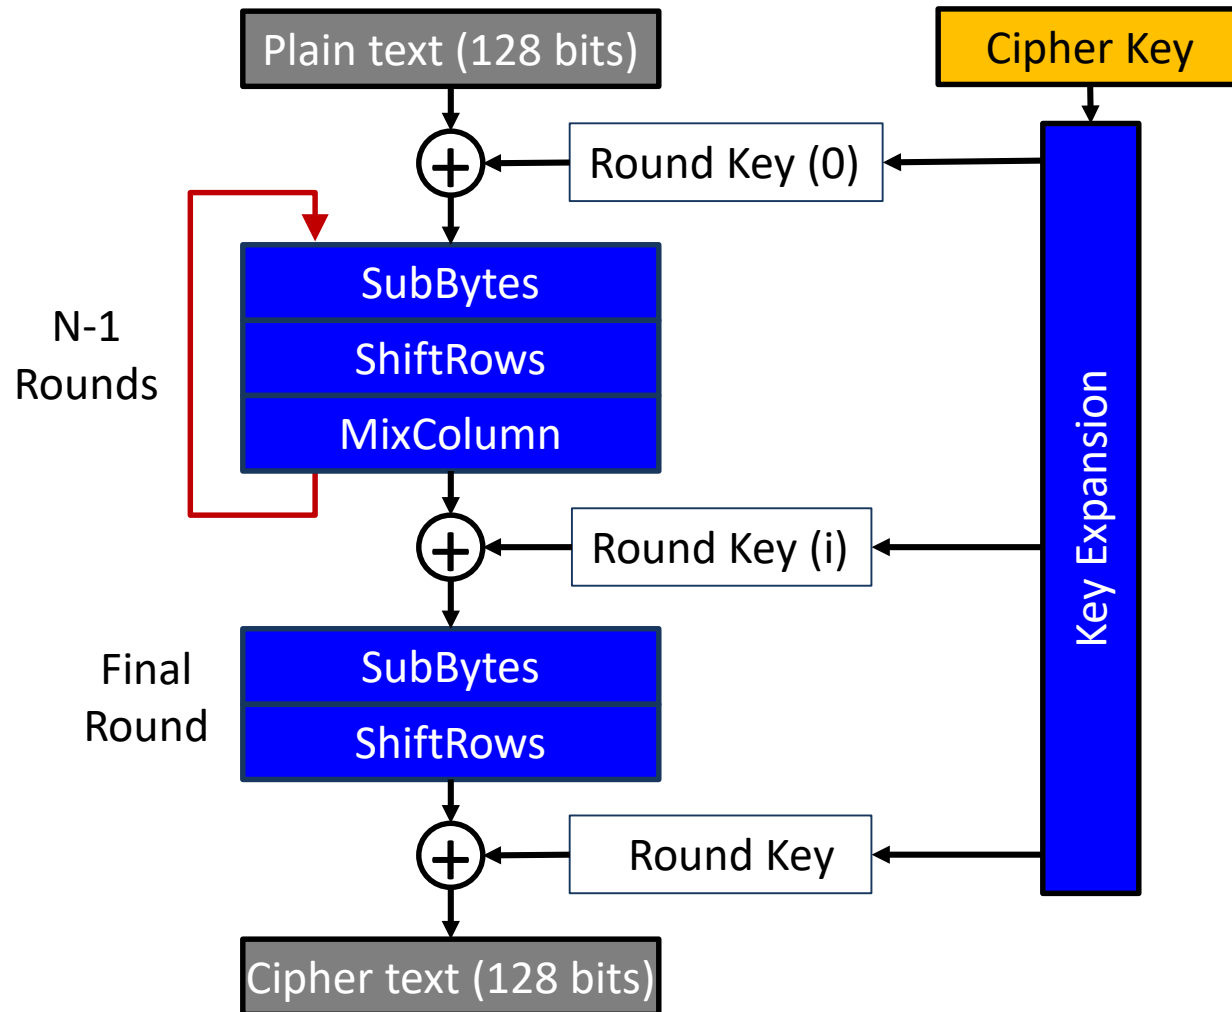 Plain text (128 bits)
Cipher Key
Round Key (0)
N-1
Rounds
SubBytes
ShiftRows
MixColumn
Round Key (i)
Key Expansion
Final
Round
SubBytes
ShiftRows
Round Key
Cipher text (128 bits)